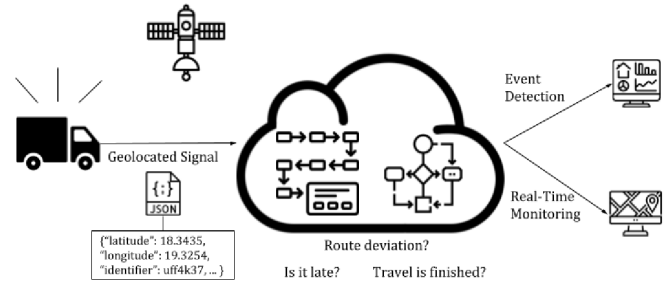 Geolocated Signal
{;}
JSON
{"latitude": 18.3435,
"longitude": 19.3254,
"identifier": uff4k37, ... }
Route deviation?
Is it late?
Travel is finished?
Event
Detection
Real-Time
Monitoring